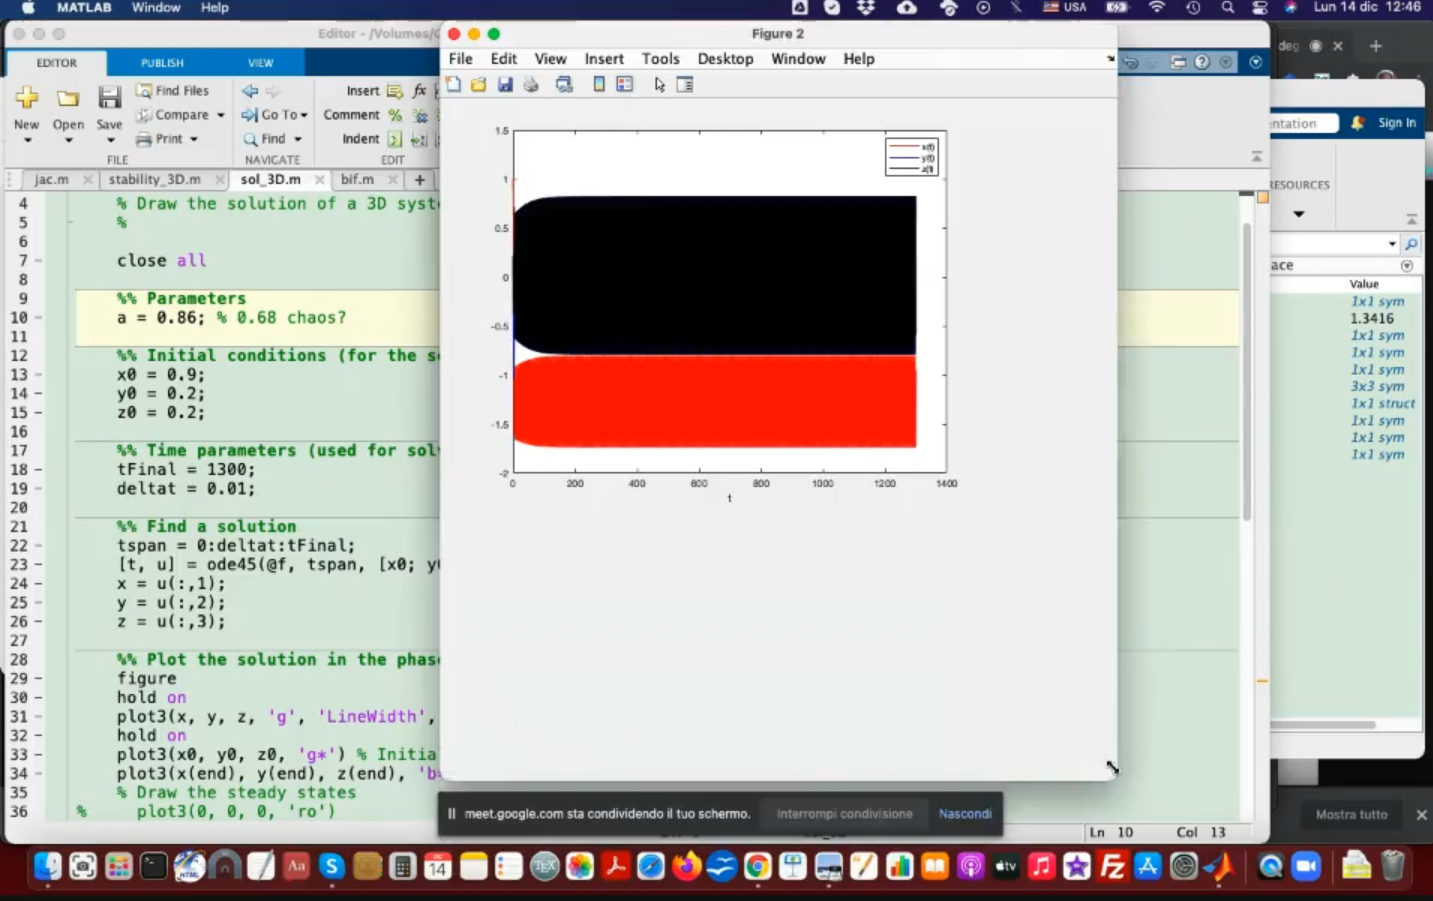 MATLAB Window Help
USA Lun 14 dic 12:46
Editor - /Volumes/
EDITOR PUBLISH VIEW
New Open Save
Find Files
Compare
Print
Go To
Find
Insert fx
Comment %
Indent
FILE NAVIGATE EDIT
jac.m × stability_3D.m × sol_3D.m × bif.m × +
4 % Draw the solution of a 3D syst
5 %
6
7 close all
8
9 %% Parameters
10 a = 0.86; % 0.68 chaos?
11
12 %% Initial conditions (for the s
13 x0 = 0.9;
14 y0 = 0.2;
15 z0 = 0.2;
16
17 %% Time parameters (used for sol
18 tFinal = 1300;
19 deltat = 0.01;
20
21 %% Find a solution
22 tspan = 0:deltat:tFinal;
23 [t, u] = ode45(@f, tspan, [x0; y
24 x = u(:,1);
25 y = u(:,2);
26 z = u(:,3);
27
28 %% Plot the solution in the phas
29 figure
30 hold on
31 plot3(x, y, z, 'g', 'LineWidth',
32 hold on
33 plot3(x0, y0, z0, 'g*') % Initia
34 plot3(x(end), y(end), z(end), 'b
35 % Draw the steady states
36 % plot3(0, 0, 0, 'ro')
Figure 2
File Edit View Insert Tools Desktop Window Help
1.5
1
0.5
0
-0.5
-1
-1.5
-2
0 200 400 600 800 1000 1200 1400
t
x(t)
y(t)
z(t)
meet.google.com sta condividendo il tuo schermo. Interrompi condivisione Nascondi
Ln 10 Col 13
deg × +
ntation Sign In
RESOURCES
ace
Value
1x1 sym
1.3416
1x1 sym
1x1 sym
1x1 sym
3x3 sym
1x1 struct
1x1 sym
1x1 sym
1x1 sym
Mostra tutto ×
HTML Aa 14 TEX tv Fz